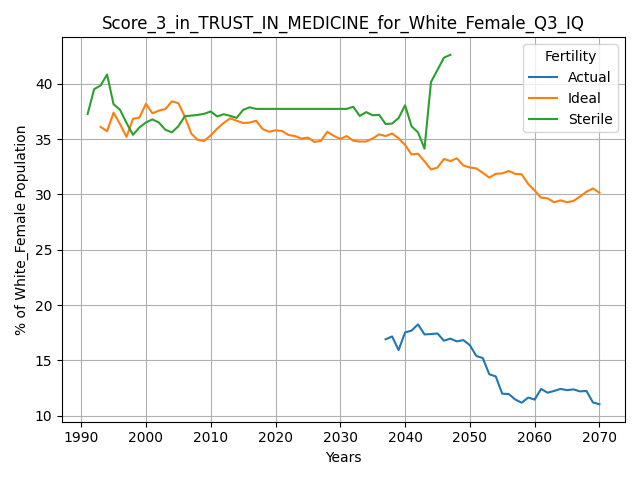 Score_3_in_TRUST_IN_MEDICINE_for_White_Female_Q3_IQ
Fertility
Actual
Ideal
Sterile
% of White_Female Population
40
35
30
25
20
15
10
1990
2000
2010
2020
2030
2040
2050
2060
2070
Years